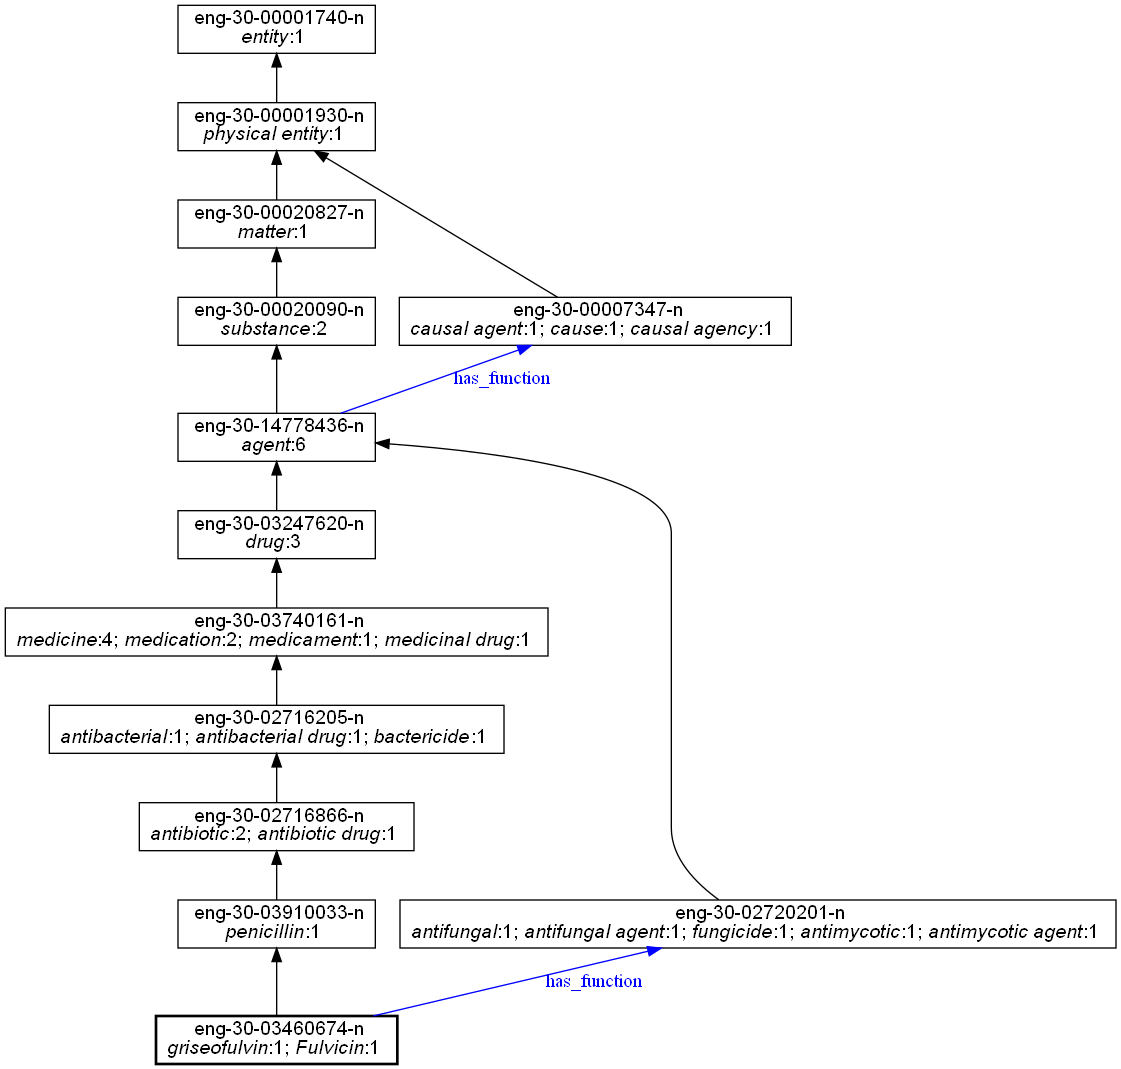 eng-30-00001740-n
entity:1
eng-30-00001930-n
physical entity:1
eng-30-00020827-n
matter:1
eng-30-00020090-n
substance:2
eng-30-00007347-n
causal agent:1; cause:1; causal agency:1
has_function
eng-30-14778436-n
agent:6
eng-30-03247620-n
drug:3
eng-30-03740161-n
medicine:4; medication:2; medicament:1; medicinal drug:1
eng-30-02716205-n
antibacterial:1; antibacterial drug:1; bactericide:1
eng-30-02716866-n
antibiotic:2; antibiotic drug:1
eng-30-03910033-n
penicillin:1
eng-30-02720201-n
antifungal:1; antifungal agent:1; fungicide:1; antimycotic:1; antimycotic agent:1
has_function
eng-30-03460674-n
griseofulvin:1; Fulvicin:1